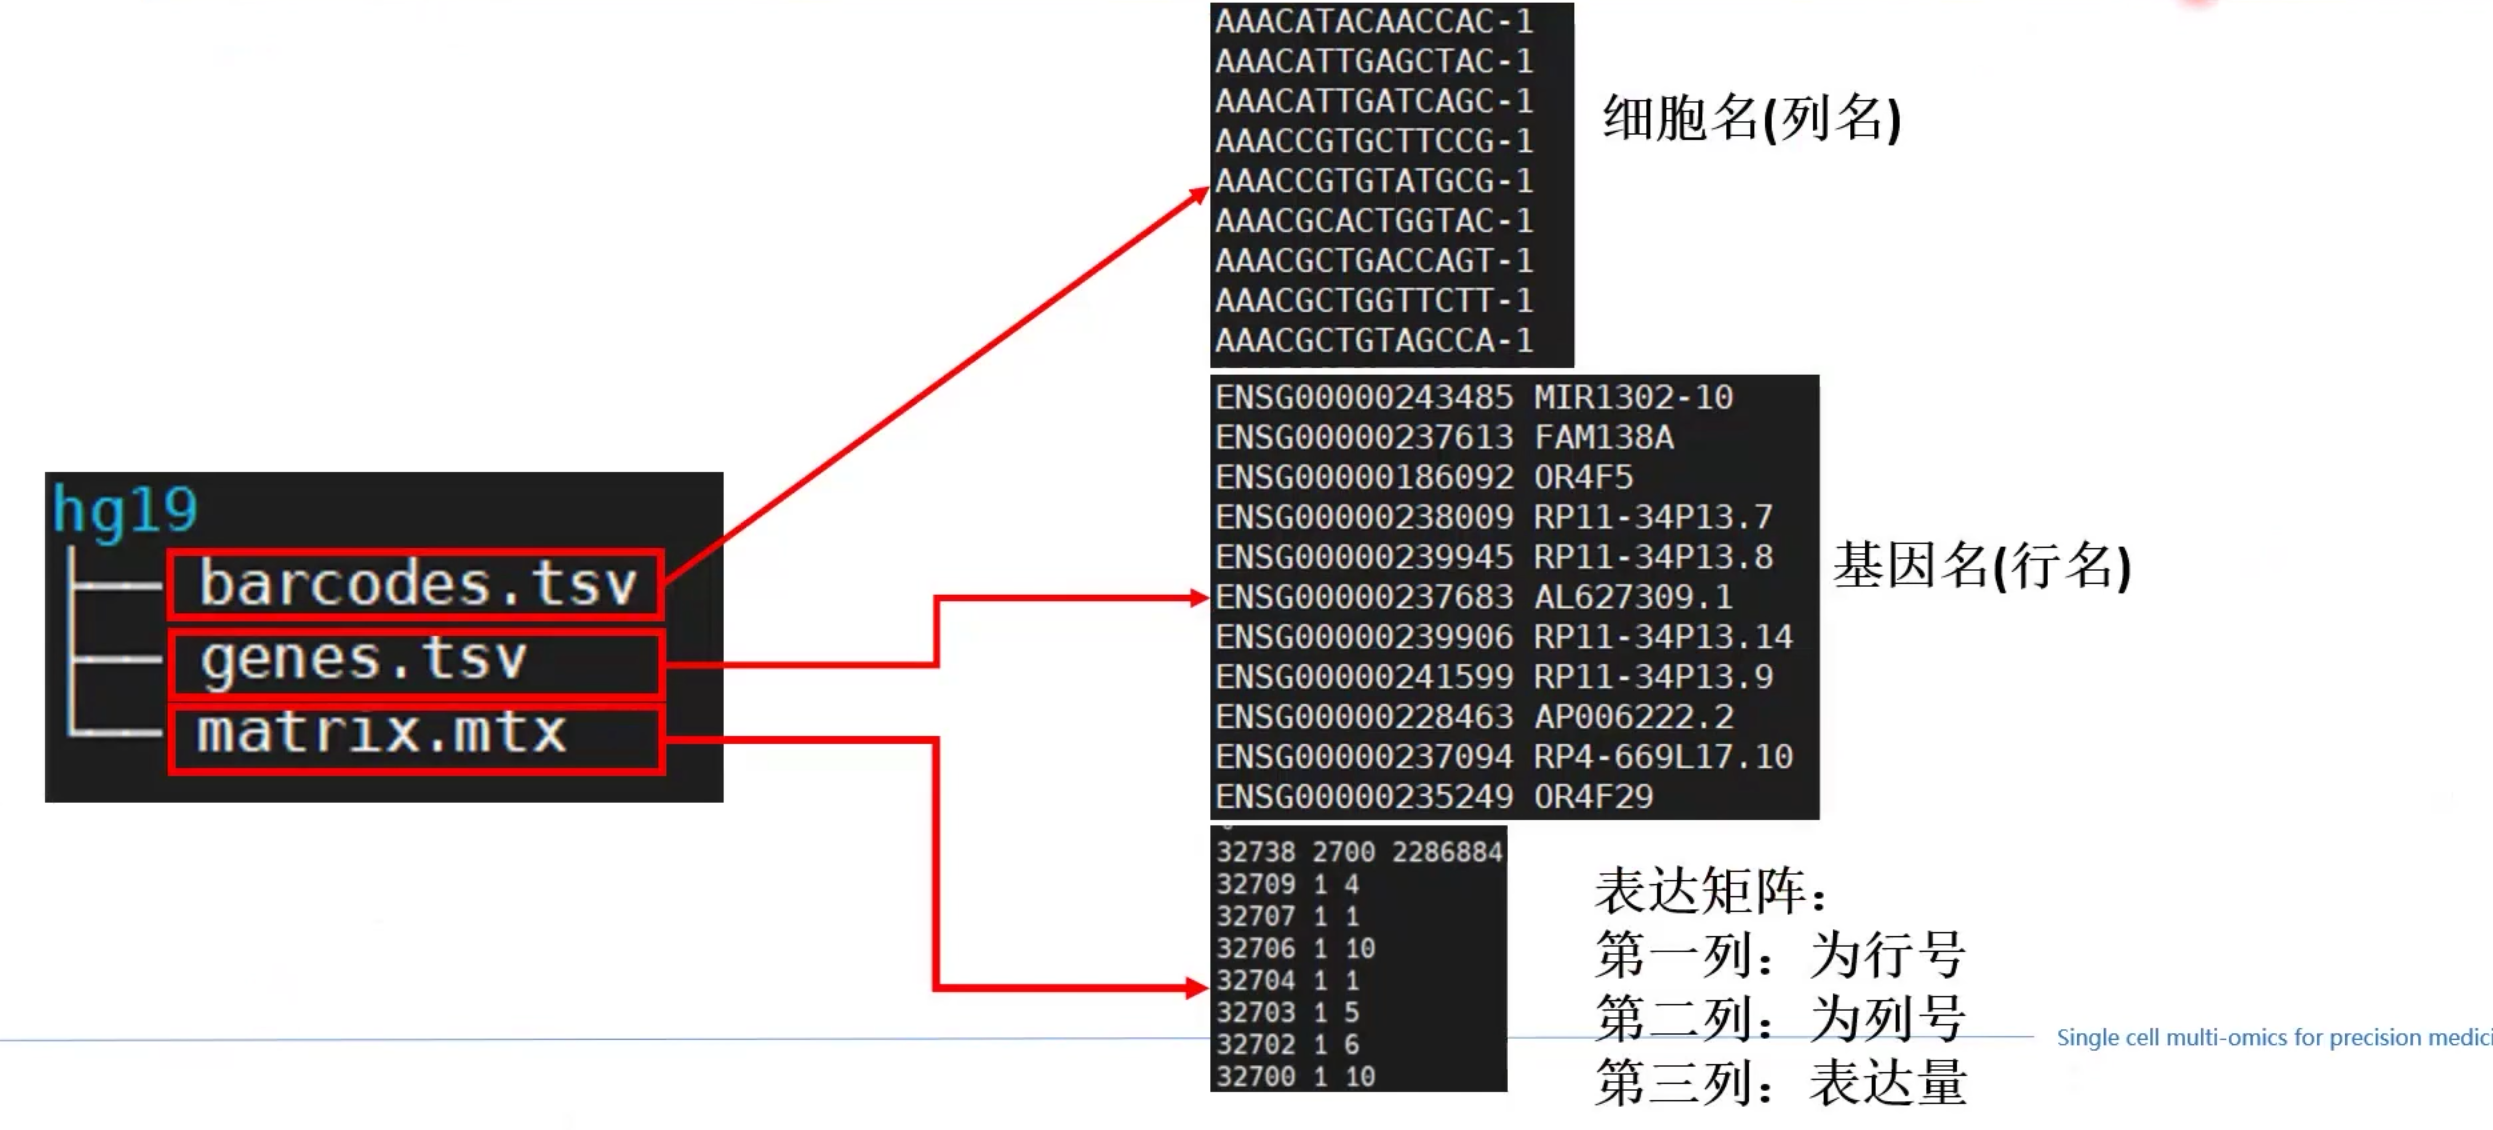 hg19
barcodes.tsv
genes.tsv
matrix.mtx
AAACATACAACCAC-1
AAACATTGAGCTAC-1
AAACATTGATCAGC-1
AAACCGTGCTTCCG-1
AAACCGTGTATGCG-1
AAACGCACTGGTAC-1
AAACGCTGACCAGT-1
AAACGCTGGTTCTT-1
AAACGCTGTAGCCA-1
细胞名(列名)
ENSG00000243485 MIR1302-10
ENSG00000237613 FAM138A
ENSG00000186092 OR4F5
ENSG00000238009 RP11-34P13.7
ENSG00000239945 RP11-34P13.8
ENSG00000237683 AL627309.1
ENSG00000239906 RP11-34P13.14
ENSG00000241599 RP11-34P13.9
ENSG00000228463 AP006222.2
ENSG00000237094 RP4-669L17.10
ENSG00000235249 OR4F29
基因名(行名)
32738 2700 2286884
32709 1 4
32707 1 1
32706 1 10
32704 1 1
32703 1 5
32702 1 6
32700 1 10
表达矩阵：
第一列：为行号
第二列：为列号
第三列：表达量
Single cell multi-omics for precision medici